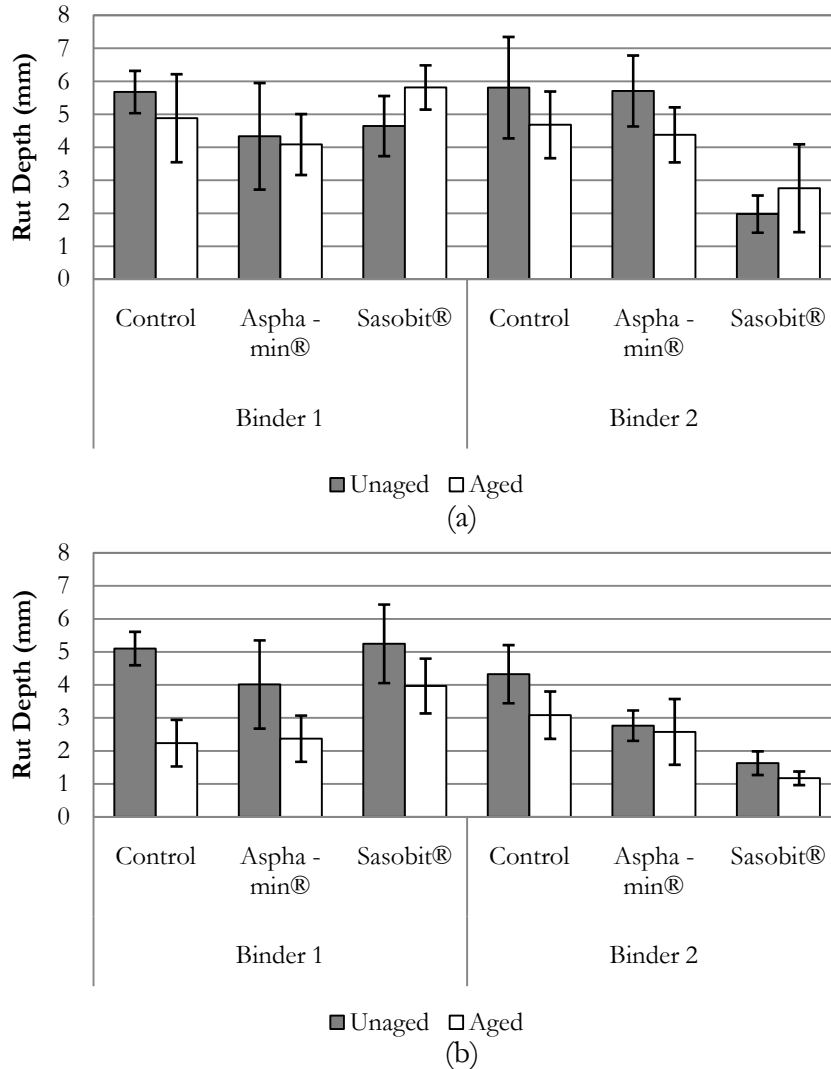 8
7
6
5
4
3
2
1
0
Rut Depth (mm)
Control Aspha - Sasobit® Control Aspha - Sasobit®
min® min®
Binder 1 Binder 2
Unaged Aged
(a)
8
7
6
5
4
3
2
1
0
Rut Depth (mm)
Control Aspha - Sasobit® Control Aspha - Sasobit®
min® min®
Binder 1 Binder 2
Unaged Aged
(b)